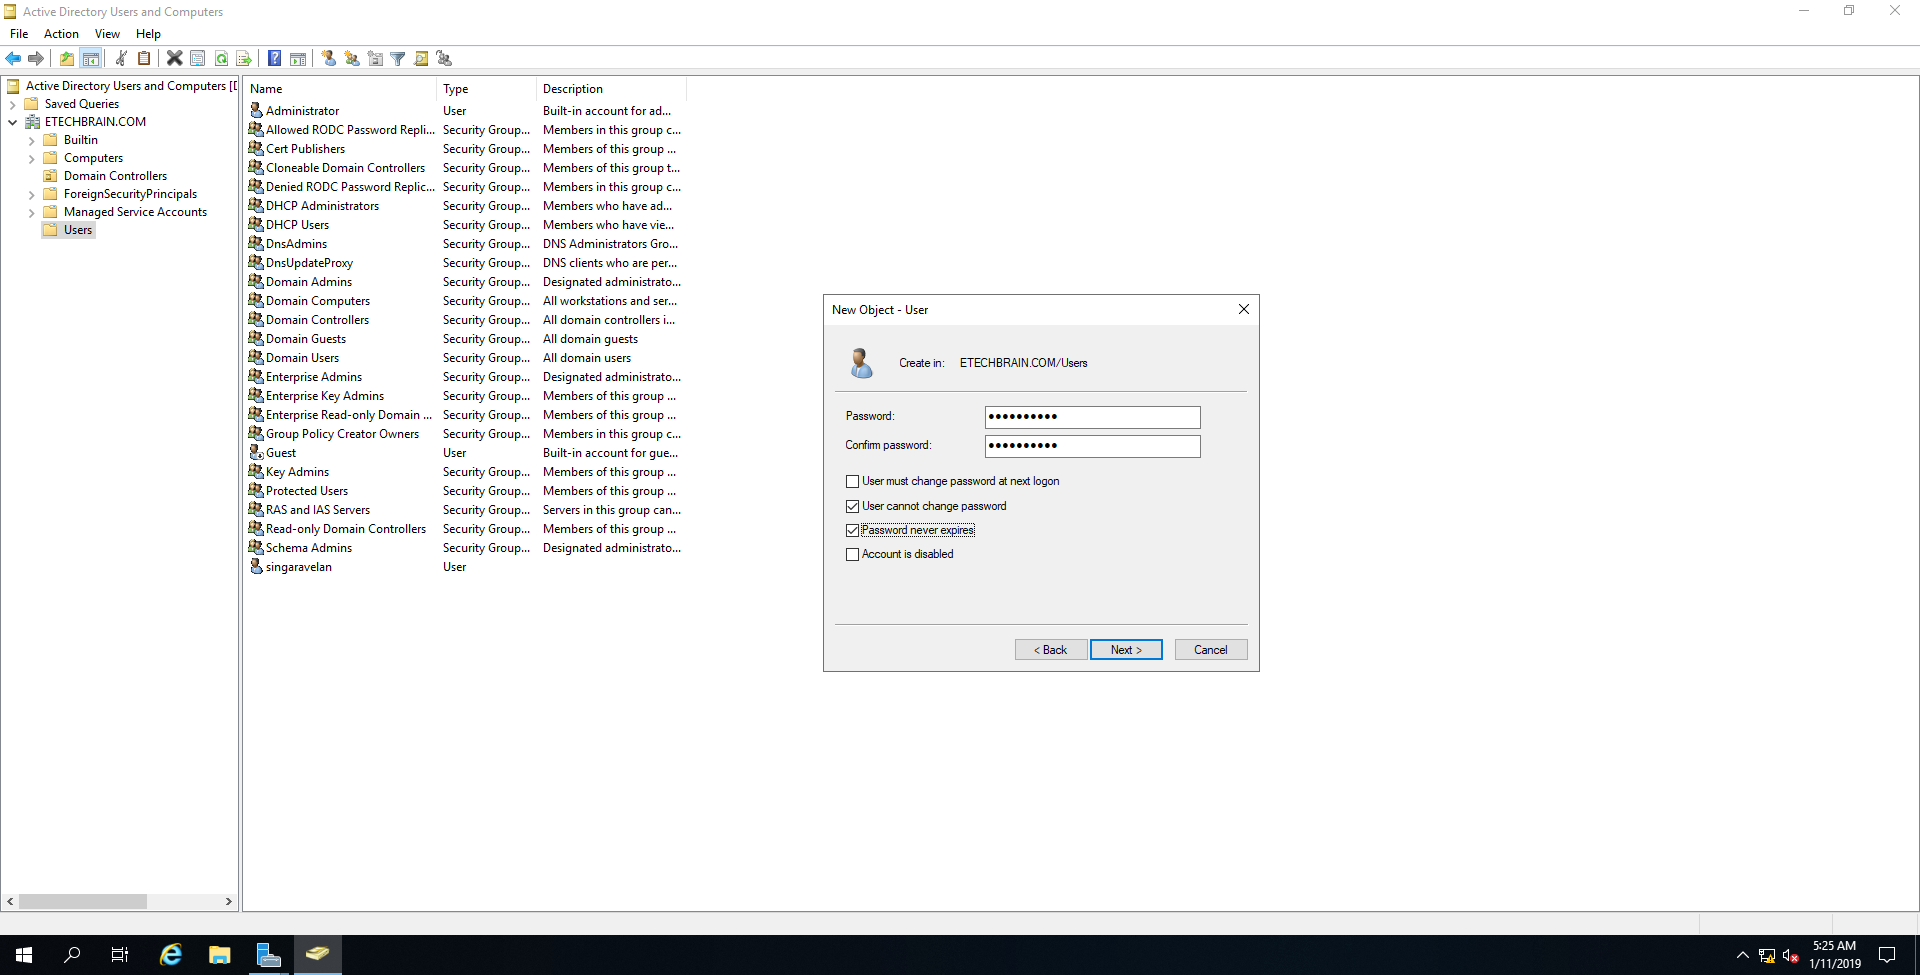 Active Directory Users and Computers
File Action View Help
Active Directory Users and Computers [
Saved Queries
ETECHBRAIN.COM
Builtin
Computers
Domain Controllers
ForeignSecurityPrincipals
Managed Service Accounts
Users
Name Type Description
Administrator User Built-in account for ad...
Allowed RODC Password Repli... Security Group... Members in this group c...
Cert Publishers Security Group... Members of this group ...
Cloneable Domain Controllers Security Group... Members of this group t...
Denied RODC Password Replic... Security Group... Members in this group c...
DHCP Administrators Security Group... Members who have ad...
DHCP Users Security Group... Members who have vie...
DnsAdmins Security Group... DNS Administrators Gro...
DnsUpdateProxy Security Group... DNS clients who are per...
Domain Admins Security Group... Designated administrato...
Domain Computers Security Group... All workstations and ser...
Domain Controllers Security Group... All domain controllers i...
Domain Guests Security Group... All domain guests
Domain Users Security Group... All domain users
Enterprise Admins Security Group... Designated administrato...
Enterprise Key Admins Security Group... Members of this group ...
Enterprise Read-only Domain ... Security Group... Members of this group ...
Group Policy Creator Owners Security Group... Members in this group c...
Guest User Built-in account for gue...
Key Admins Security Group... Members of this group ...
Protected Users Security Group... Members of this group ...
RAS and IAS Servers Security Group... Servers in this group can...
Read-only Domain Controllers Security Group... Members of this group ...
Schema Admins Security Group... Designated administrato...
singaravelan User
New Object - User
Create in: ETECHBRAIN.COM/Users
Password: ●●●●●●●●●●
Confirm password: ●●●●●●●●●●
User must change password at next logon
User cannot change password
Password never expires
Account is disabled
< Back Next > Cancel
5:25 AM
1/11/2019